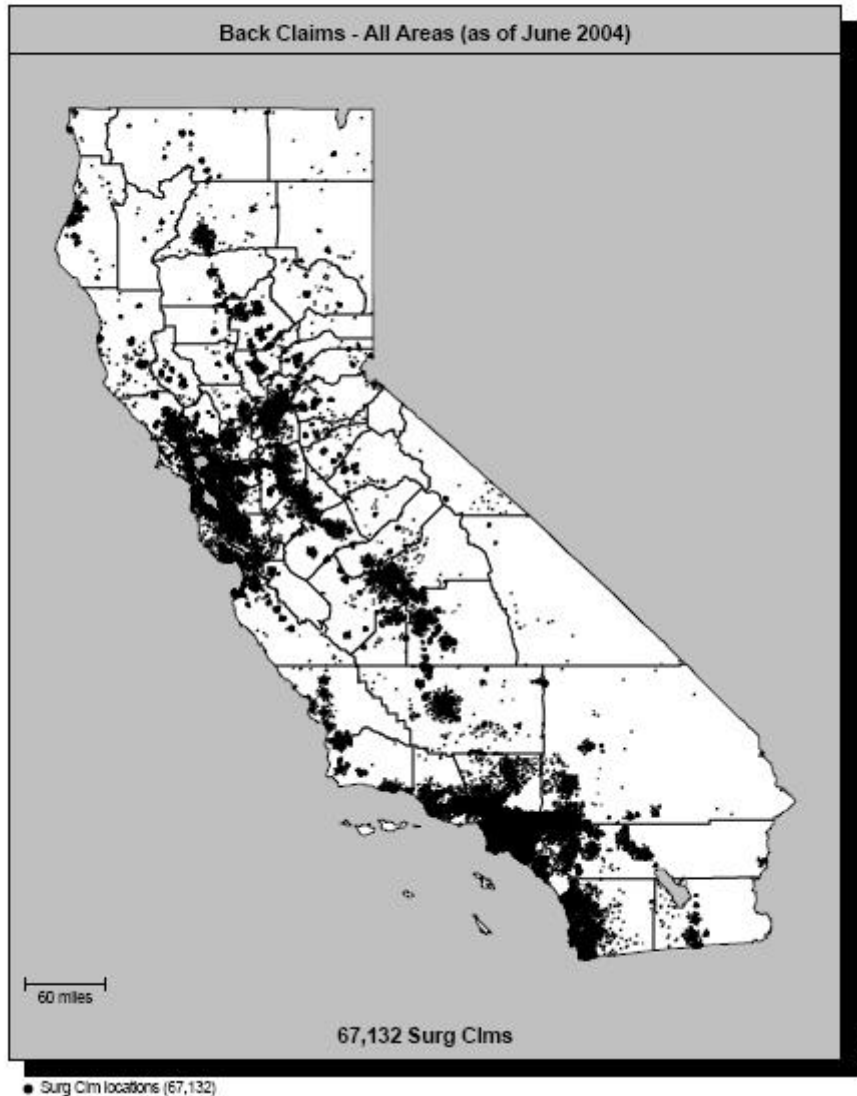 Back Claims - All Areas (as of June 2004)
60 miles
67,132 Surg Clms
Surg Clm locations (67,132)